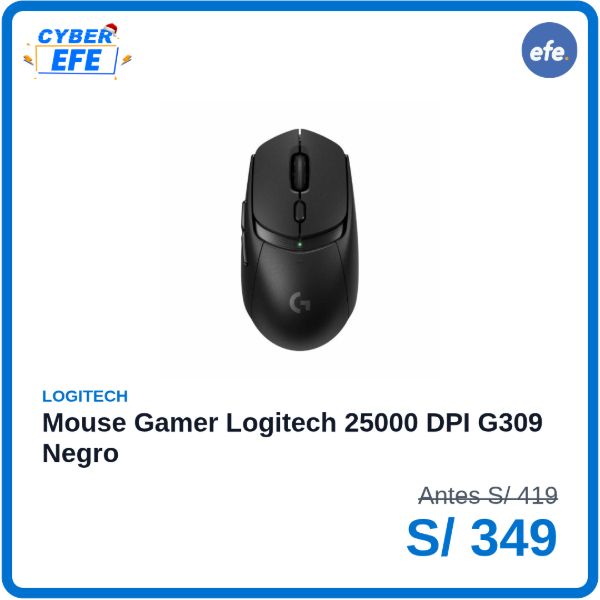 CYBER
EFE
efe.
LOGITECH
Mouse Gamer Logitech 25000 DPI G309
Negro
Antes S/ 419
S/ 349